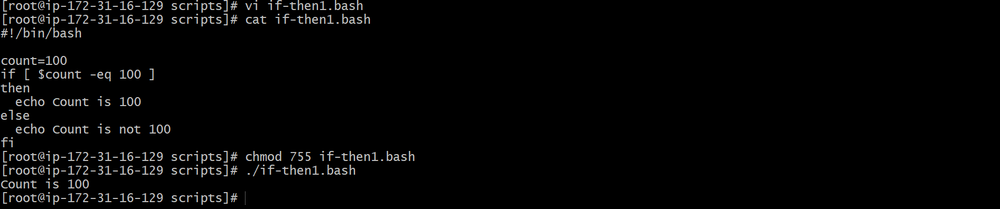 [root@ip-172-31-16-129 scripts]# vi if-then1.bash
[root@ip-172-31-16-129 scripts]# cat if-then1.bash
#!/bin/bash

count=100
if [ $count -eq 100 ]
then
  echo Count is 100
else
  echo Count is not 100
fi
[root@ip-172-31-16-129 scripts]# chmod 755 if-then1.bash
[root@ip-172-31-16-129 scripts]# ./if-then1.bash
Count is 100
[root@ip-172-31-16-129 scripts]#